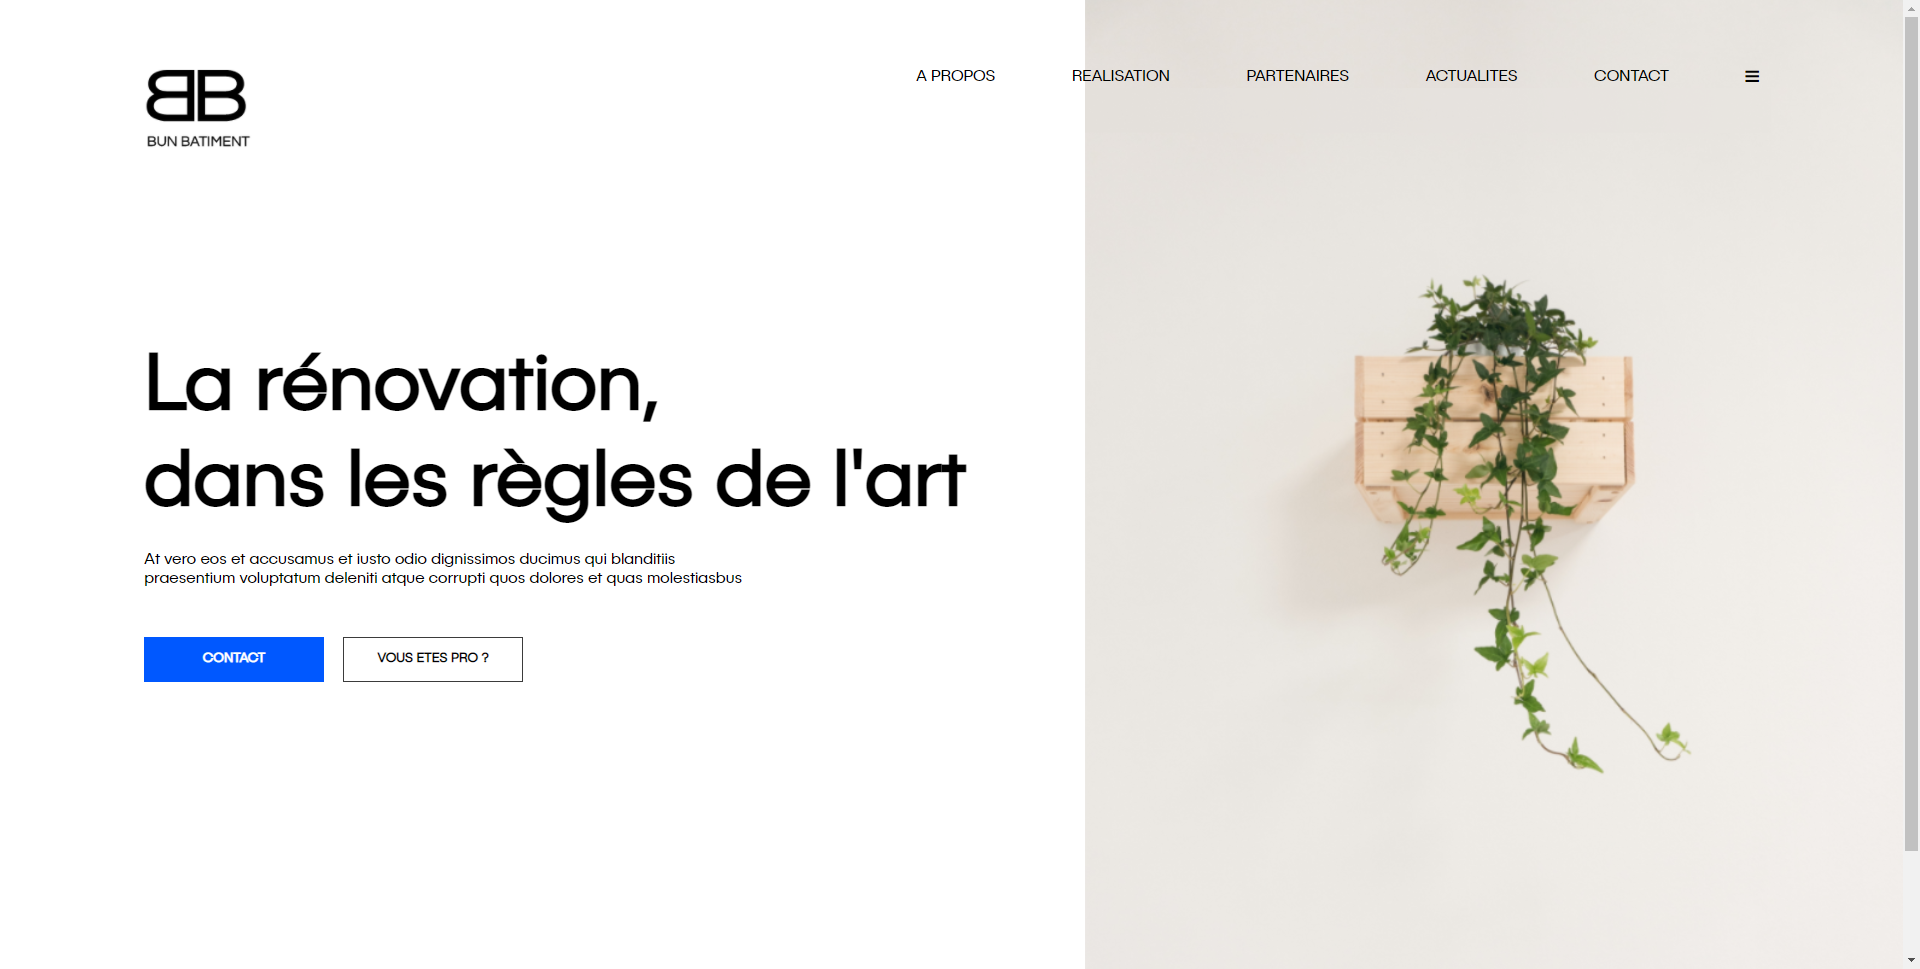 BB
BUN BATIMENT
A PROPOS
REALISATION
PARTENAIRES
ACTUALITES
CONTACT
La rénovation,
dans les règles de l'art
At vero eos et accusamus et iusto odio dignissimos ducimus qui blanditiis
praesentium voluptatum deleniti atque corrupti quos dolores et quas molestiasbus
CONTACT
VOUS ETES PRO ?